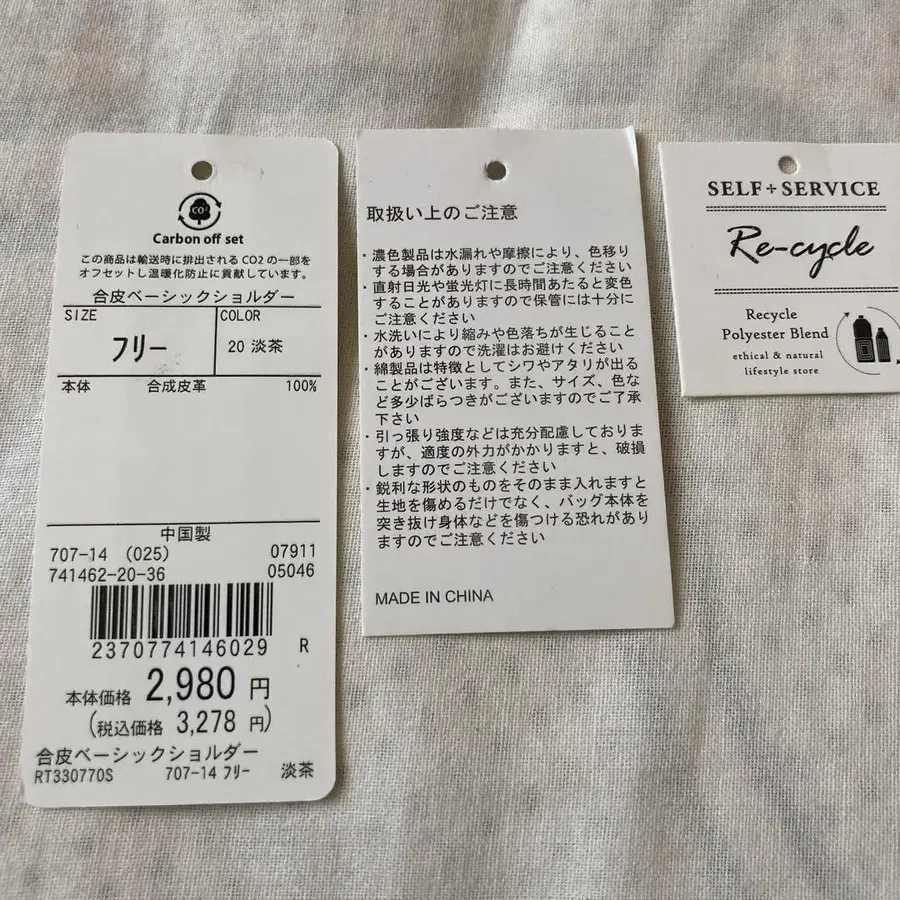 CO²
Carbon off set
この商品は輸送時に排出される CO2 の一部を
オフセットし温暖化防止に貢献しています。
合皮ベーシックショルダー
SIZE
フリー
COLOR
20 淡茶
本体 合成皮革 100%
中国製
707-14 (025) 07911
741462-20-36 05046
2370774146029 R
本体価格 2,980 円
(税込価格 3,278 円)
合皮ベーシックショルダー
RT330770S 707-14 フリー 淡茶
取扱い上のご注意
・濃色製品は水漏れや摩擦により、色移り
する場合がありますのでご注意ください
・直射日光や蛍光灯に長時間あたると変色
することがありますので保管には十分に
ご注意ください
・水洗いにより縮みや色落ちが生じること
がありますので洗濯はお避けください
・綿製品は特徴としてシワやアタリが出る
ことがございます。また、サイズ、色な
ど多少ばらつきがございますのでご了承
下さい
・引っ張り強度などは充分配慮しておりま
すが、適度の外力がかかりますと、破損
しますのでご注意ください
・鋭利な形状のものをそのまま入れますと
生地を傷めるだけでなく、バッグ本体を
突き抜け身体などを傷つける恐れがあり
ますのでご注意ください
MADE IN CHINA
SELF+SERVICE
Re-cycle
Recycle
Polyester Blend
ethical & natural
lifestyle store